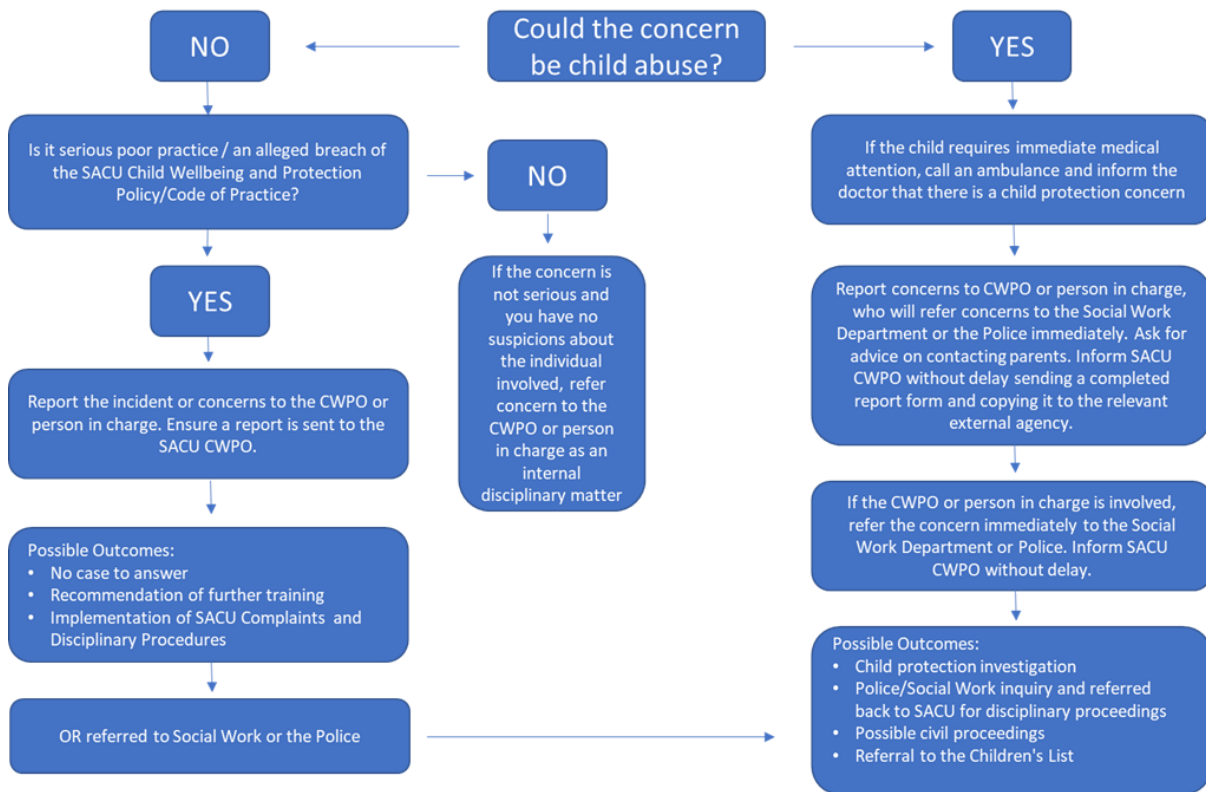 Could the concern
be child abuse?
NO
YES
Is it serious poor practice / an alleged breach of
the SACU Child Wellbeing and Protection
Policy/Code of Practice?
NO
If the concern is
not serious and
you have no
suspicions about
the individual
involved, refer
concern to the
CWPO or person
in charge as an
internal
disciplinary matter
YES
Report the incident or concerns to the CWPO or
person in charge. Ensure a report is sent to the
SACU CWPO.
Possible Outcomes:
• No case to answer
• Recommendation of further training
• Implementation of SACU Complaints and
Disciplinary Procedures
OR referred to Social Work or the Police
If the child requires immediate medical
attention, call an ambulance and inform the
doctor that there is a child protection concern
Report concerns to CWPO or person in charge,
who will refer concerns to the Social Work
Department or the Police immediately. Ask for
advice on contacting parents. Inform SACU
CWPO without delay sending a completed
report form and copying it to the relevant
external agency.
If the CWPO or person in charge is involved,
refer the concern immediately to the Social
Work Department or Police. Inform SACU
CWPO without delay.
Possible Outcomes:
• Child protection investigation
• Police/Social Work inquiry and referred
back to SACU for disciplinary proceedings
• Possible civil proceedings
• Referral to the Children's List